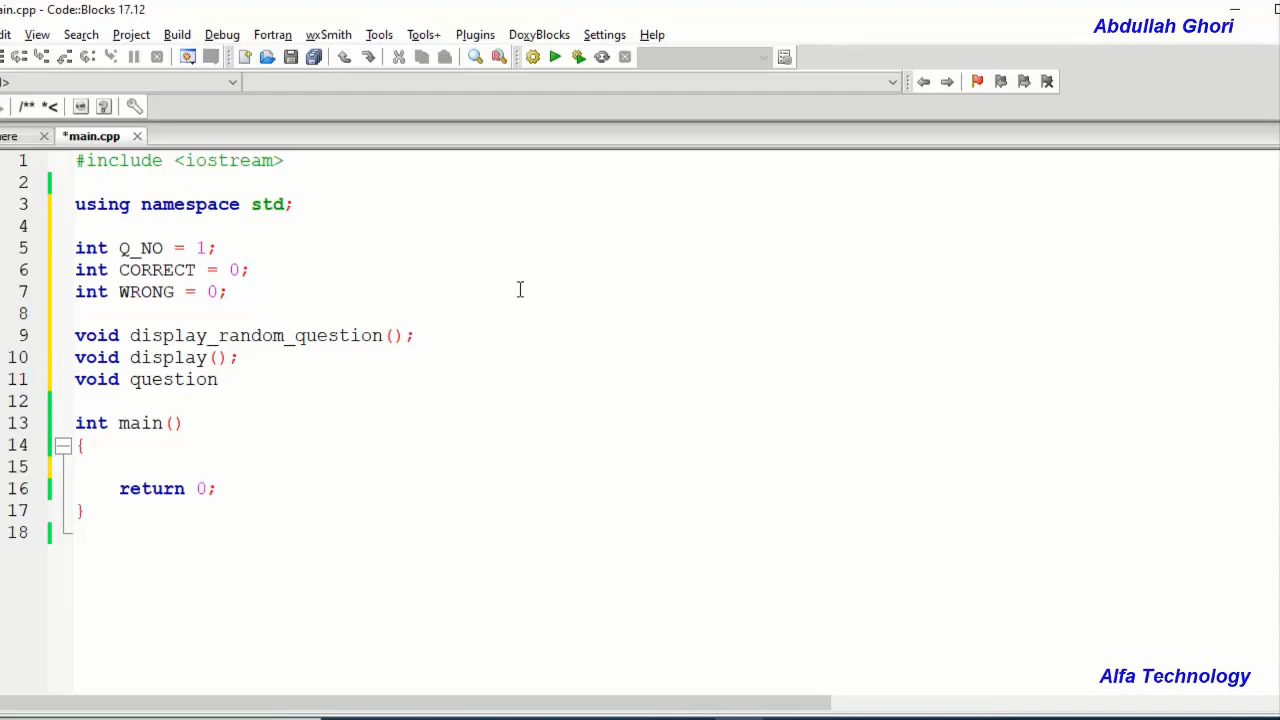 ain.cpp - Code::Blocks 17.12
Abdullah Ghori
dit View Search Project Build Debug Fortran wxSmith Tools Tools+ Plugins DoxyBlocks Settings Help
/** *<
ere *main.cpp
1 #include <iostream>
2
3 using namespace std;
4
5 int Q_NO = 1;
6 int CORRECT = 0;
7 int WRONG = 0;
8
9 void display_random_question();
10 void display();
11 void question
12
13 int main()
14 {
15
16 return 0;
17 }
18
Alfa Technology